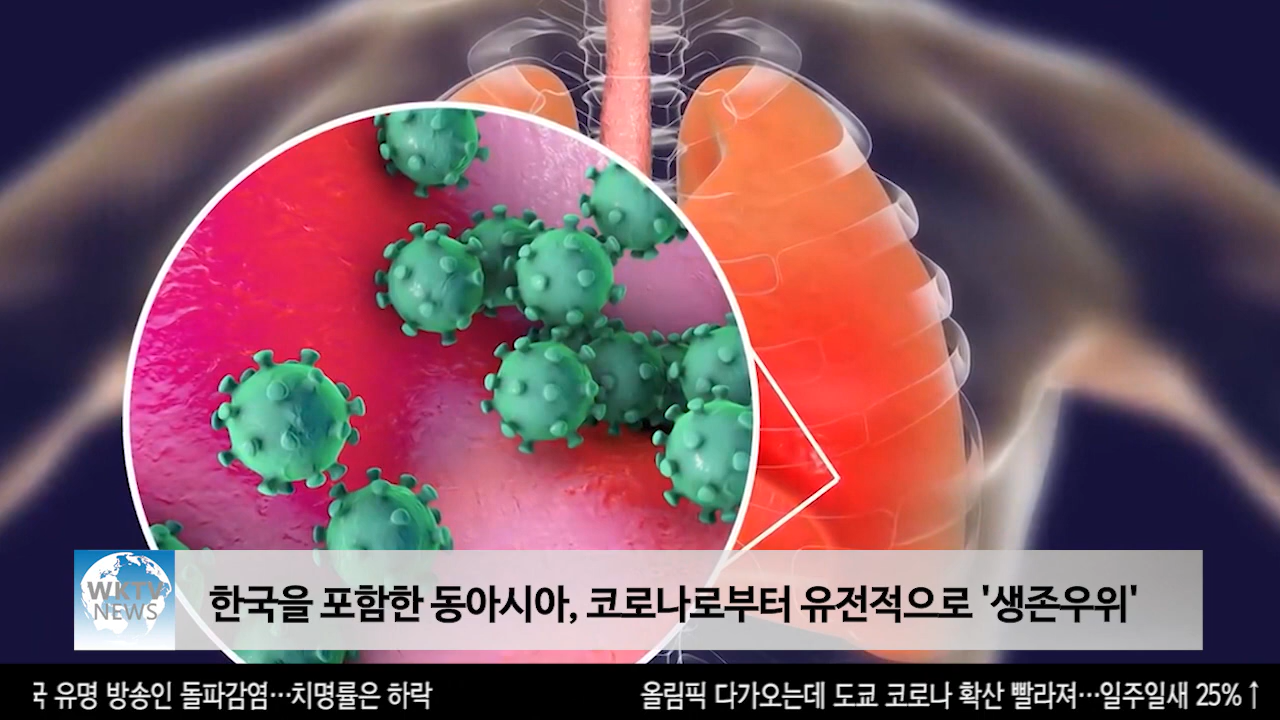 WKTV
NEWS
한국을 포함한 동아시아, 코로나로부터 유전적으로 '생존우위'
유명 방송인 돌파감염…치명률은 하락
올림픽 다가오는데 도쿄 코로나 확산 빨라져…일주일새 25%↑